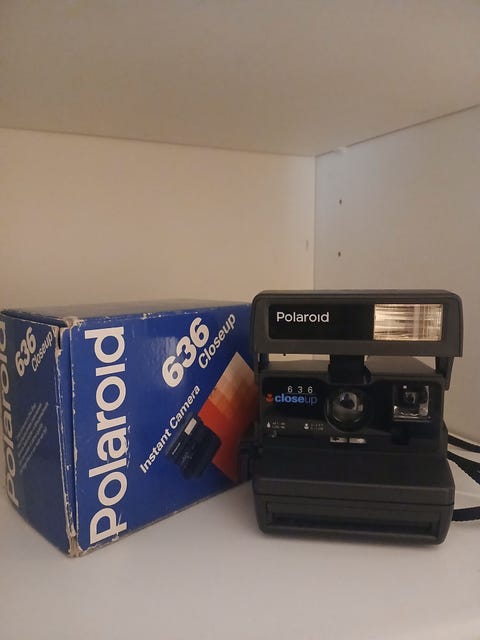 Polaroid
636
Closeup
Polaroid
636
Closeup
Instant Camera
Polaroid
636
closeup